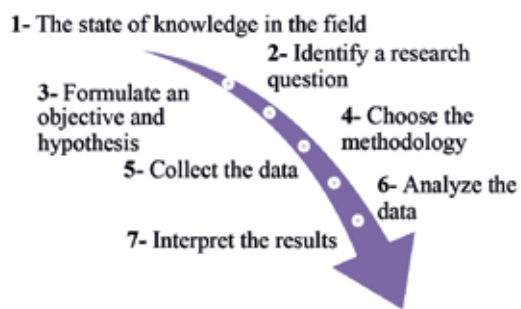 1- The state of knowledge in the field
2- Identify a research
question
3- Formulate an
objective and
hypothesis
4- Choose the
methodology
5- Collect the data
6- Analyze the
data
7- Interpret the results